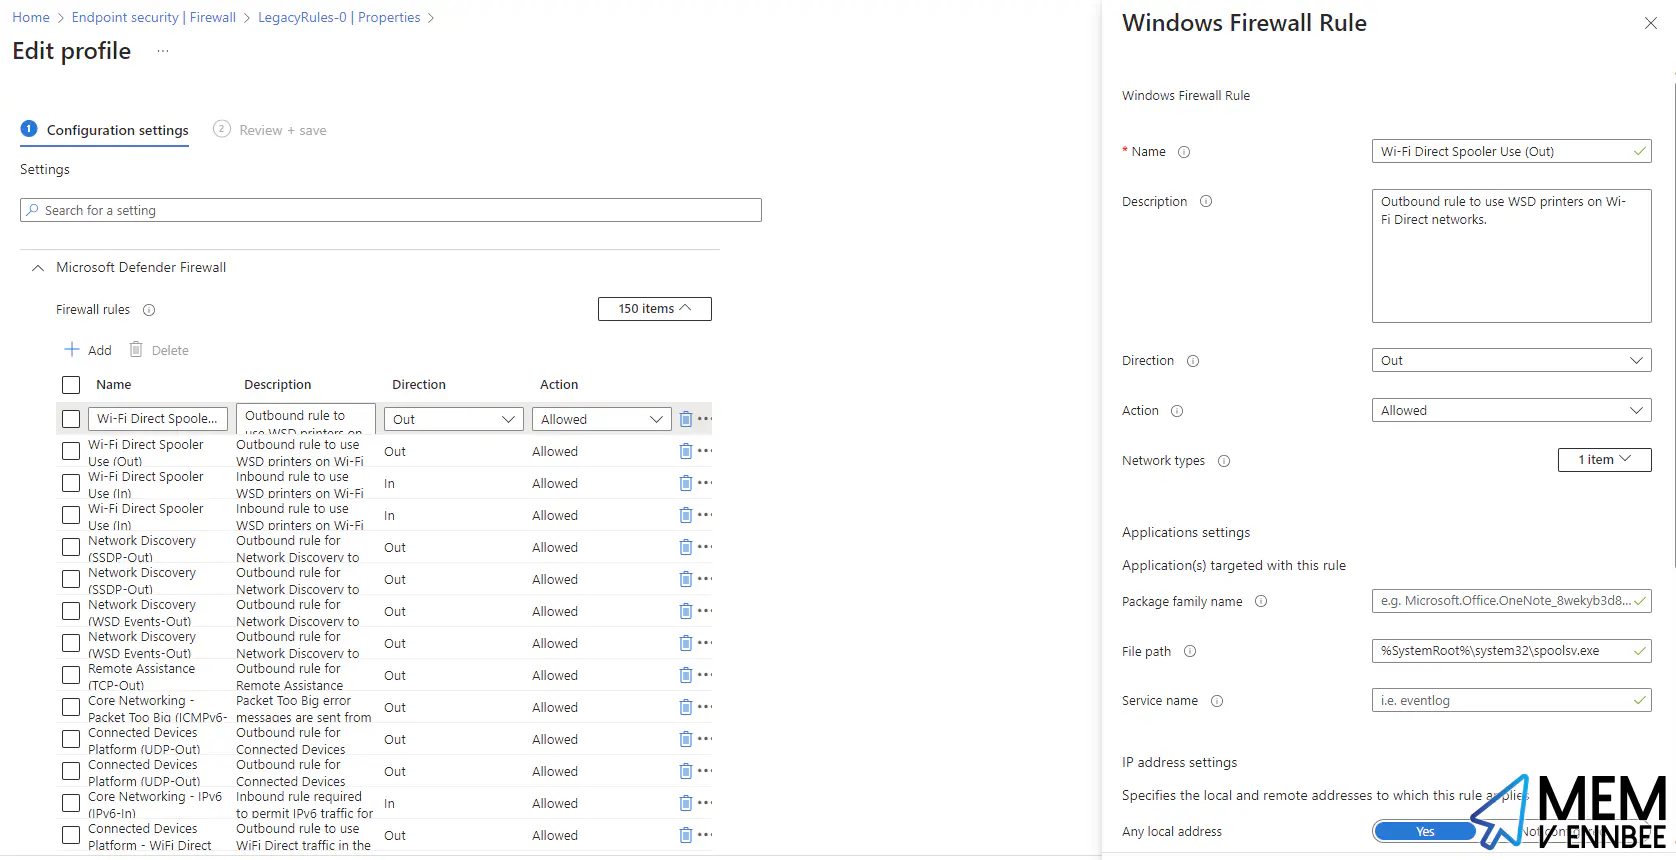 Home > Endpoint security | Firewall > LegacyRules-0 | Properties >
Edit profile ...
1 Configuration settings 2 Review + save
Settings
Search for a setting
Microsoft Defender Firewall
Firewall rules 150 items
Add Delete
Name Description Direction Action
Wi-Fi Direct Spoole... Outbound rule to use WSD printers on Out Allowed
Wi-Fi Direct Spooler Use (Out) Outbound rule to use WSD printers on Wi-Fi Out Allowed
Wi-Fi Direct Spooler Use (In) Inbound rule to use WSD printers on Wi-Fi In Allowed
Wi-Fi Direct Spooler Use (In) Inbound rule to use WSD printers on Wi-Fi In Allowed
Network Discovery (SSDP-Out) Outbound rule for Network Discovery to Out Allowed
Network Discovery (SSDP-Out) Outbound rule for Network Discovery to Out Allowed
Network Discovery (WSD Events-Out) Outbound rule for Network Discovery to Out Allowed
Network Discovery (WSD Events-Out) Outbound rule for Network Discovery to Out Allowed
Remote Assistance (TCP-Out) Outbound rule for Remote Assistance Out Allowed
Core Networking - Packet Too Big (ICMPv6- Packet Too Big error messages are sent from Out Allowed
Connected Devices Platform (UDP-Out) Outbound rule for Connected Devices Out Allowed
Connected Devices Platform (UDP-Out) Outbound rule for Connected Devices Out Allowed
Core Networking - IPv6 (IPv6-In) Inbound rule required to permit IPv6 traffic for In Allowed
Connected Devices Platform - WiFi Direct Outbound rule to use WiFi Direct traffic in the Out Allowed
Windows Firewall Rule
Windows Firewall Rule
* Name Wi-Fi Direct Spooler Use (Out)
Description Outbound rule to use WSD printers on Wi-
Fi Direct networks.
Direction Out
Action Allowed
Network types 1 item
Applications settings
Application(s) targeted with this rule
Package family name e.g. Microsoft.Office.OneNote_8wekyb3d8...
File path %SystemRoot%\system32\spoolsv.exe
Service name i.e. eventlog
IP address settings
Specifies the local and remote addresses to which this rule applies
Any local address Yes Not
MEM
VENNBEE